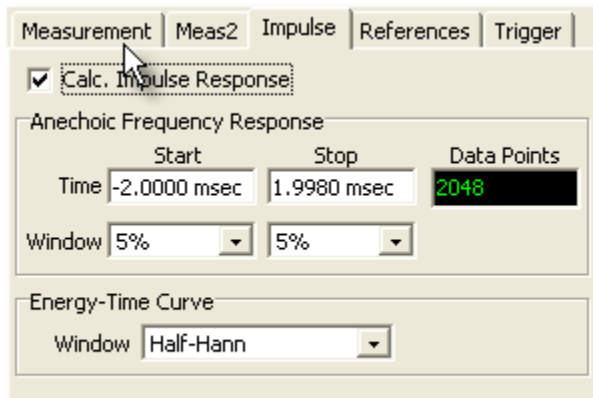 Measurement Meas2 Impulse References Trigger
Calc. Impulse Response
Anechoic Frequency Response
Start Stop Data Points
Time -2.0000 msec 1.9980 msec 2048
Window 5% 5%
Energy-Time Curve
Window Half-Hann